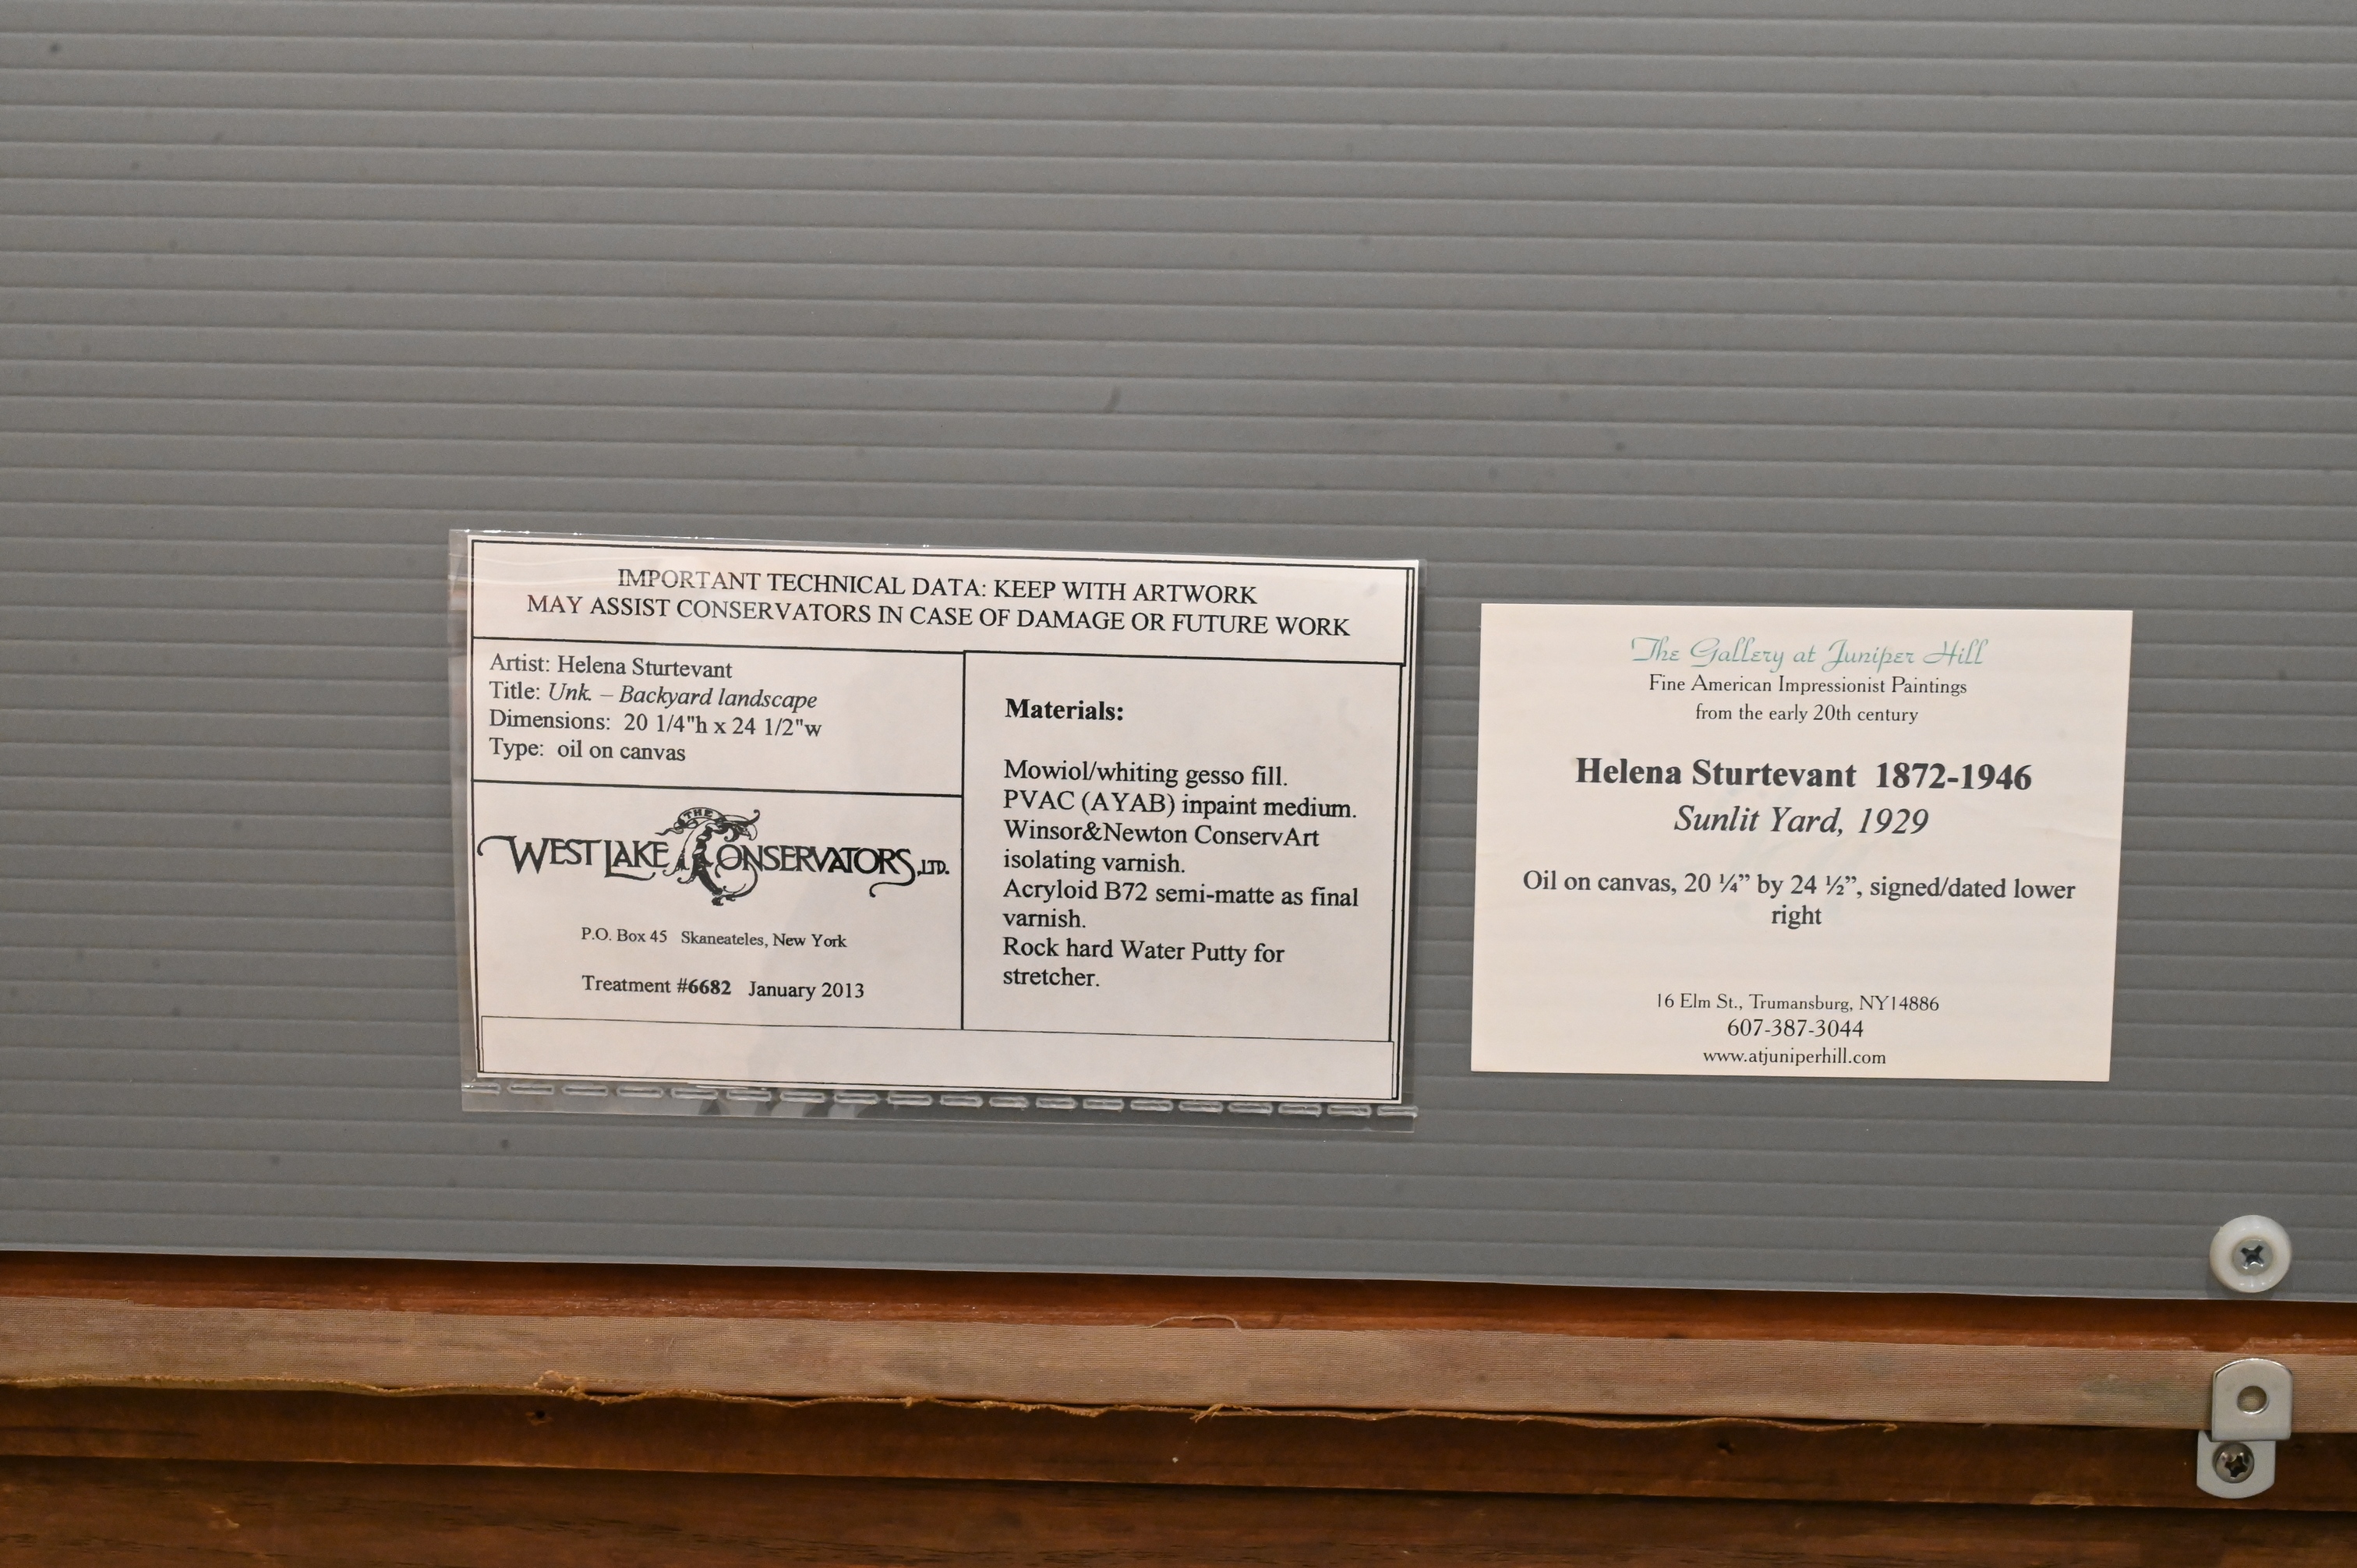 IMPORTANT TECHNICAL DATA: KEEP WITH ARTWORK
MAY ASSIST CONSERVATORS IN CASE OF DAMAGE OR FUTURE WORK
Artist: Helena Sturtevant
Title: Unk. – Backyard landscape
Dimensions: 20 1/4"h x 24 1/2"w
Type: oil on canvas
THE
WEST LAKE CONSERVATORS, LTD.
P.O. Box 45 Skaneateles, New York
Treatment #6682 January 2013
Materials:
Mowiol/whiting gesso fill.
PVAC (AYAB) inpaint medium.
Winsor&Newton ConservArt
isolating varnish.
Acryloid B72 semi-matte as final
varnish.
Rock hard Water Putty for
stretcher.
The Gallery at Juniper Hill
Fine American Impressionist Paintings
from the early 20th century
Helena Sturtevant 1872-1946
Sunlit Yard, 1929
Oil on canvas, 20 ¼” by 24 ½”, signed/dated lower
right
16 Elm St., Trumansburg, NY14886
607-387-3044
www.atjuniperhill.com